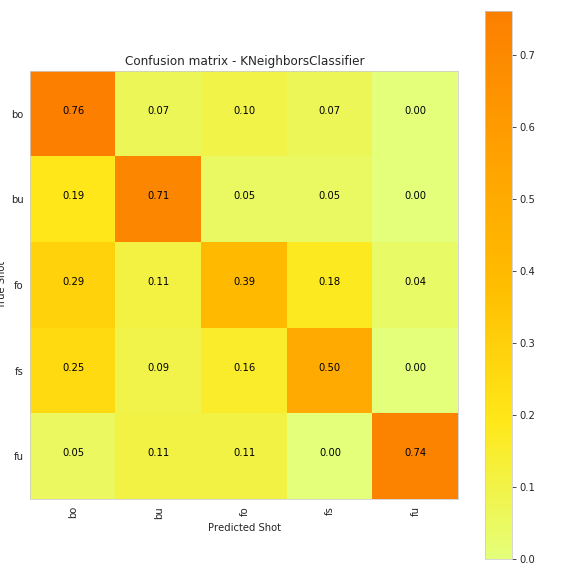 Confusion matrix - KNeighborsClassifier
bo 0.76 0.07 0.10 0.07 0.00
bu 0.19 0.71 0.05 0.05 0.00
fo 0.29 0.11 0.39 0.18 0.04
fs 0.25 0.09 0.16 0.50 0.00
fu 0.05 0.11 0.11 0.00 0.74
bo bu fo fs fu
Predicted Shot
0.7
0.6
0.5
0.4
0.3
0.2
0.1
0.0